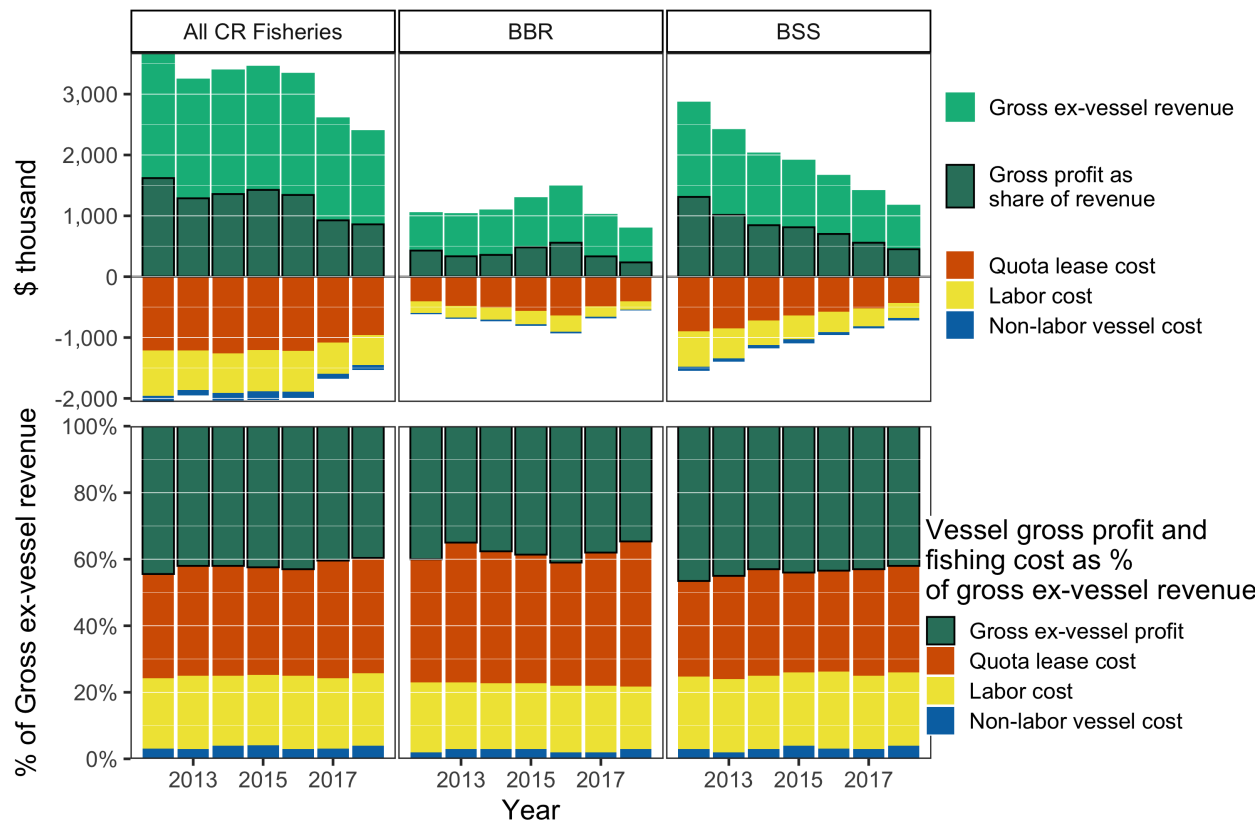 All CR Fisheries
BBR
BSS
$ thousand
3,000
2,000
1,000
0
-1,000
-2,000
Gross ex-vessel revenue
Gross profit as
share of revenue
Quota lease cost
Labor cost
Non-labor vessel cost
% of Gross ex-vessel revenue
100%
80%
60%
40%
20%
0%
2013
2015
2017
2013
2015
2017
2013
2015
2017
Year
Vessel gross profit and
fishing cost as %
of gross ex-vessel revenue
Gross ex-vessel profit
Quota lease cost
Labor cost
Non-labor vessel cost